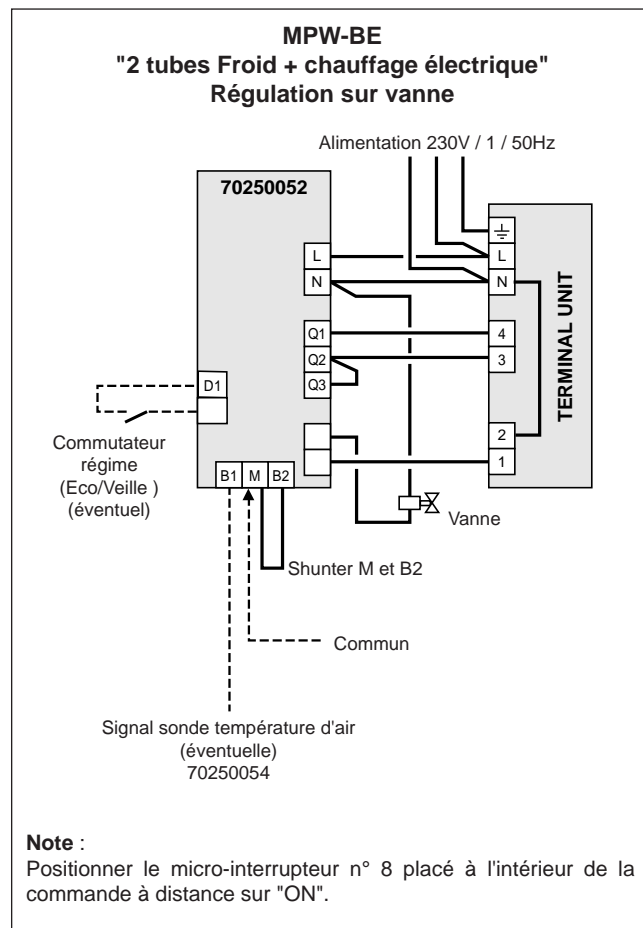 MPW-BE
"2 tubes Froid + chauffage électrique"
Régulation sur vanne
Alimentation 230V / 1 / 50Hz
70250052
L
N
Q1
Q2
Q3
D1
B1 M B2
L
N
4
3
2
1
TERMINAL UNIT
Commutateur
régime
(Eco/Veille )
(éventuel)
Vanne
Shunter M et B2
Commun
Signal sonde température d'air
(éventuelle)
70250054
Note :
Positionner le micro-interrupteur n° 8 placé à l'intérieur de la
commande à distance sur "ON".